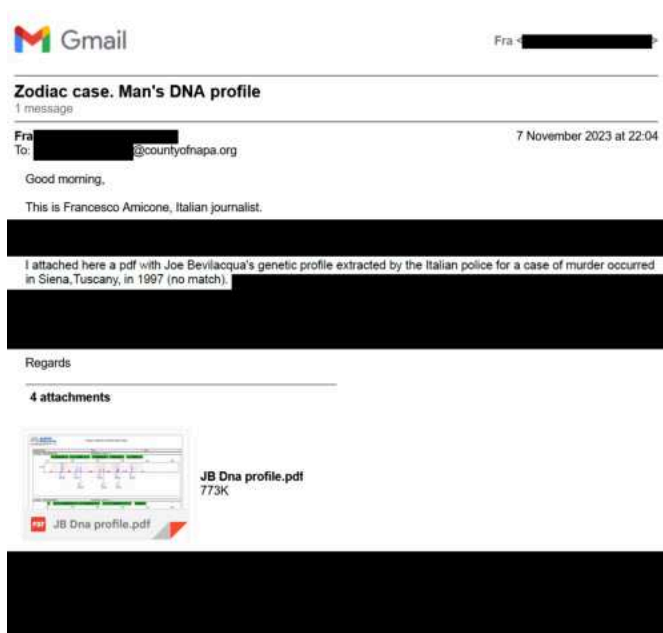 Gmail
Fra <
Zodiac case. Man's DNA profile
1 message
Fra
7 November 2023 at 22:04
To: @countyofnapa.org
Good morning,
This is Francesco Amicone, Italian journalist.
I attached here a pdf with Joe Bevilacqua's genetic profile extracted by the Italian police for a case of murder occurred
in Siena,Tuscany, in 1997 (no match).
Regards
4 attachments
JB Dna profile.pdf
773K
PDF JB Dna profile.pdf